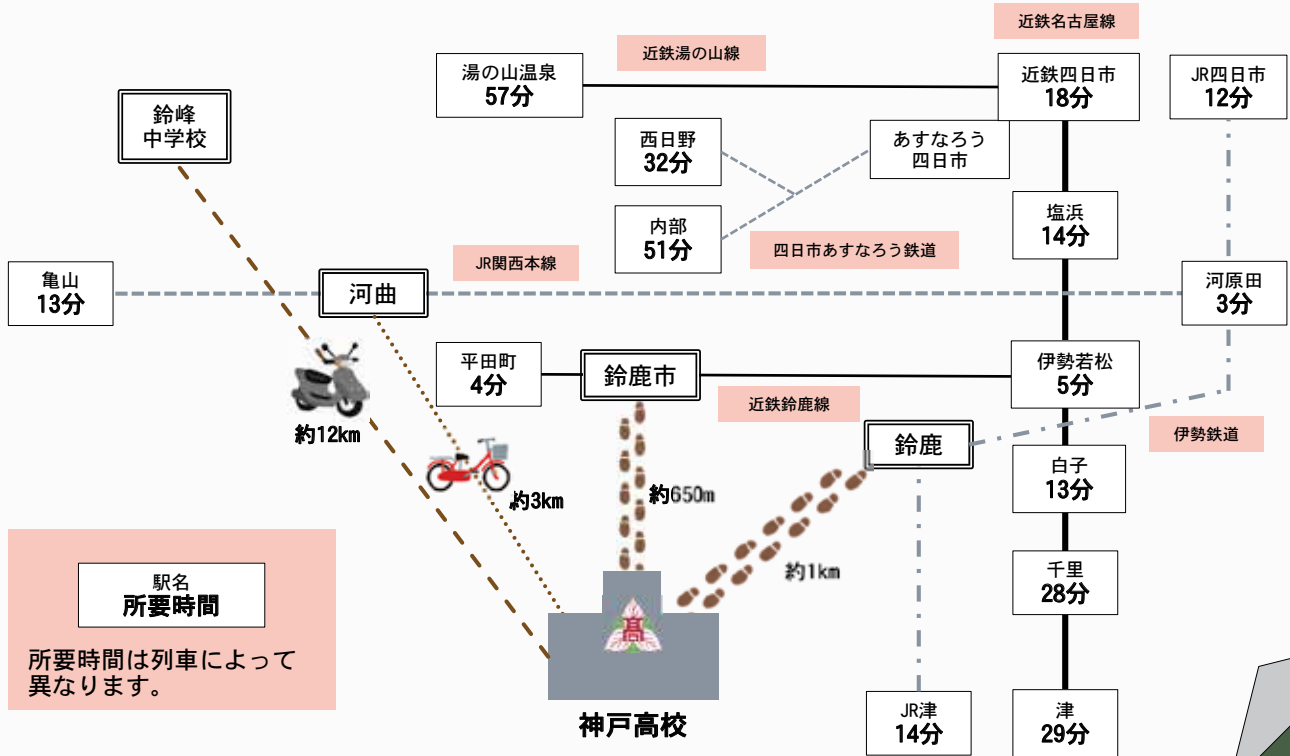 近鉄名古屋線
近鉄湯の山線
湯の山温泉
57分
近鉄四日市
18分
JR四日市
12分
鈴峰
中学校
西日野
32分
あすなろう
四日市
内部
51分
四日市あすなろう鉄道
塩浜
14分
JR関西本線
亀山
13分
河曲
河原田
3分
平田町
4分
鈴鹿市
伊勢若松
5分
近鉄鈴鹿線
伊勢鉄道
鈴鹿
約12km
約3km
約650m
約1km
白子
13分
千里
28分
駅名
所要時間
所要時間は列車によって
異なります。
高
神戸高校
JR津
14分
津
29分